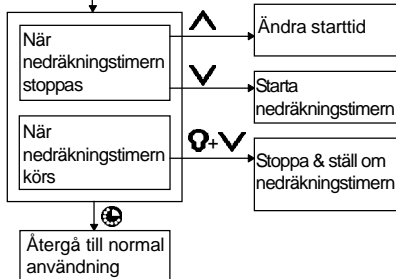 När
nedräkningstimern
stoppas
Ändra starttid
Starta
nedräkningstimern
När
nedräkningstimern
körs
+
Stoppa & ställ om
nedräkningstimern
Återgå till normal
användning